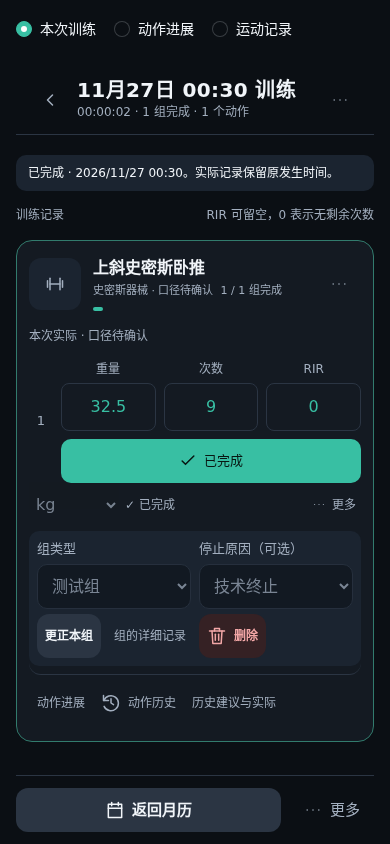 本次训练 动作进展 运动记录
11月27日 00:30 训练
00:00:02 · 1 组完成 · 1 个动作
···
已完成 · 2026/11/27 00:30。实际记录保留原发生时间。
训练记录 RIR 可留空，0 表示无剩余次数
上斜史密斯卧推
史密斯器械 · 口径待确认 1 / 1 组完成
···
本次实际 · 口径待确认
重量 次数 RIR
1 32.5 9 0
已完成
kg ✓ 已完成 ··· 更多
组类型 停止原因（可选）
测试组 技术终止
更正本组 组的详细记录 删除
动作进展 动作历史 历史建议与实际
返回月历 ··· 更多